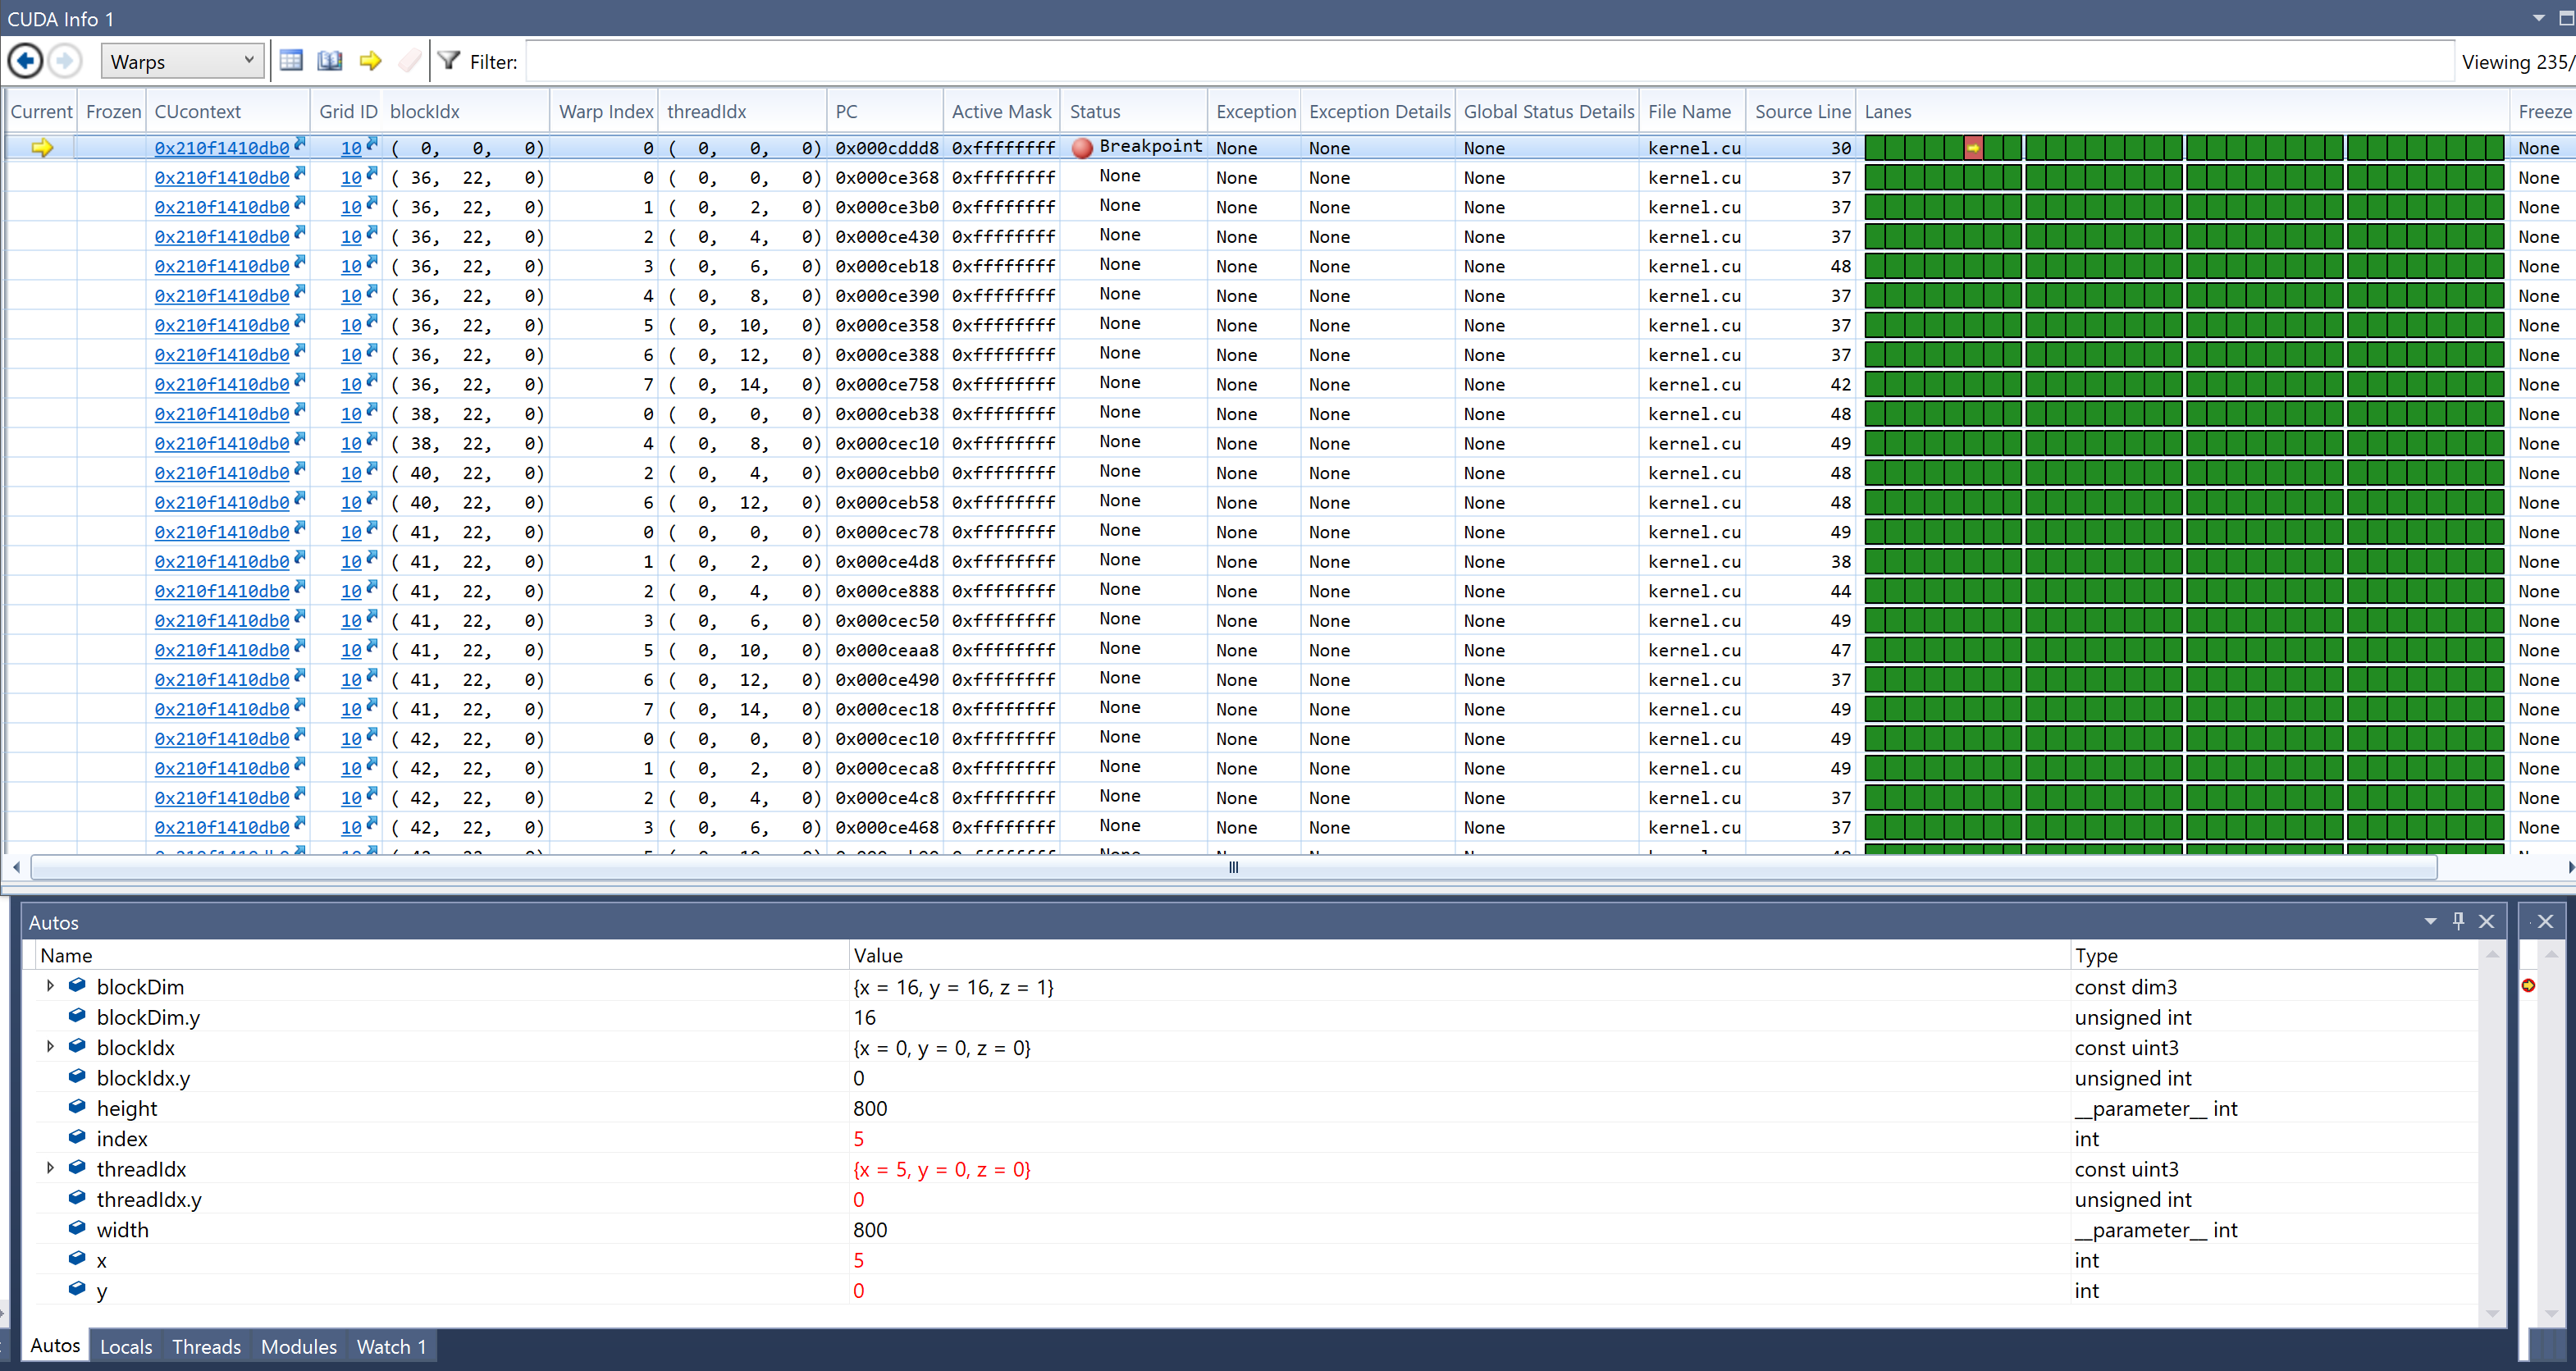 CUDA Info 1
Warps Filter: Viewing 235/
Current Frozen CUcontext Grid ID blockIdx Warp Index threadIdx PC Active Mask Status Exception Exception Details Global Status Details File Name Source Line Lanes Freeze
0x210f1410db0 10 ( 0, 0, 0) 0 ( 0, 0, 0) 0x000cddd8 0xffffffff Breakpoint None None None kernel.cu 30 None
0x210f1410db0 10 ( 36, 22, 0) 0 ( 0, 0, 0) 0x000ce368 0xffffffff None None None None kernel.cu 37 None
0x210f1410db0 10 ( 36, 22, 0) 1 ( 0, 2, 0) 0x000ce3b0 0xffffffff None None None None kernel.cu 37 None
0x210f1410db0 10 ( 36, 22, 0) 2 ( 0, 4, 0) 0x000ce430 0xffffffff None None None None kernel.cu 37 None
0x210f1410db0 10 ( 36, 22, 0) 3 ( 0, 6, 0) 0x000ceb18 0xffffffff None None None None kernel.cu 48 None
0x210f1410db0 10 ( 36, 22, 0) 4 ( 0, 8, 0) 0x000ce390 0xffffffff None None None None kernel.cu 37 None
0x210f1410db0 10 ( 36, 22, 0) 5 ( 0, 10, 0) 0x000ce358 0xffffffff None None None None kernel.cu 37 None
0x210f1410db0 10 ( 36, 22, 0) 6 ( 0, 12, 0) 0x000ce388 0xffffffff None None None None kernel.cu 37 None
0x210f1410db0 10 ( 36, 22, 0) 7 ( 0, 14, 0) 0x000ce758 0xffffffff None None None None kernel.cu 42 None
0x210f1410db0 10 ( 38, 22, 0) 0 ( 0, 0, 0) 0x000ceb38 0xffffffff None None None None kernel.cu 48 None
0x210f1410db0 10 ( 38, 22, 0) 4 ( 0, 8, 0) 0x000cec10 0xffffffff None None None None kernel.cu 49 None
0x210f1410db0 10 ( 40, 22, 0) 2 ( 0, 4, 0) 0x000cebb0 0xffffffff None None None None kernel.cu 48 None
0x210f1410db0 10 ( 40, 22, 0) 6 ( 0, 12, 0) 0x000ceb58 0xffffffff None None None None kernel.cu 48 None
0x210f1410db0 10 ( 41, 22, 0) 0 ( 0, 0, 0) 0x000cec78 0xffffffff None None None None kernel.cu 49 None
0x210f1410db0 10 ( 41, 22, 0) 1 ( 0, 2, 0) 0x000ce4d8 0xffffffff None None None None kernel.cu 38 None
0x210f1410db0 10 ( 41, 22, 0) 2 ( 0, 4, 0) 0x000ce888 0xffffffff None None None None kernel.cu 44 None
0x210f1410db0 10 ( 41, 22, 0) 3 ( 0, 6, 0) 0x000cec50 0xffffffff None None None None kernel.cu 49 None
0x210f1410db0 10 ( 41, 22, 0) 5 ( 0, 10, 0) 0x000ceaa8 0xffffffff None None None None kernel.cu 47 None
0x210f1410db0 10 ( 41, 22, 0) 6 ( 0, 12, 0) 0x000ce490 0xffffffff None None None None kernel.cu 37 None
0x210f1410db0 10 ( 41, 22, 0) 7 ( 0, 14, 0) 0x000cec18 0xffffffff None None None None kernel.cu 49 None
0x210f1410db0 10 ( 42, 22, 0) 0 ( 0, 0, 0) 0x000cec10 0xffffffff None None None None kernel.cu 49 None
0x210f1410db0 10 ( 42, 22, 0) 1 ( 0, 2, 0) 0x000ceca8 0xffffffff None None None None kernel.cu 49 None
0x210f1410db0 10 ( 42, 22, 0) 2 ( 0, 4, 0) 0x000ce4c8 0xffffffff None None None None kernel.cu 37 None
0x210f1410db0 10 ( 42, 22, 0) 3 ( 0, 6, 0) 0x000ce468 0xffffffff None None None None kernel.cu 37 None
Autos
Name Value Type
blockDim {x = 16, y = 16, z = 1} const dim3
blockDim.y 16 unsigned int
blockIdx {x = 0, y = 0, z = 0} const uint3
blockIdx.y 0 unsigned int
height 800 __parameter__ int
index 5 int
threadIdx {x = 5, y = 0, z = 0} const uint3
threadIdx.y 0 unsigned int
width 800 __parameter__ int
x 5 int
y 0 int
Autos Locals Threads Modules Watch 1